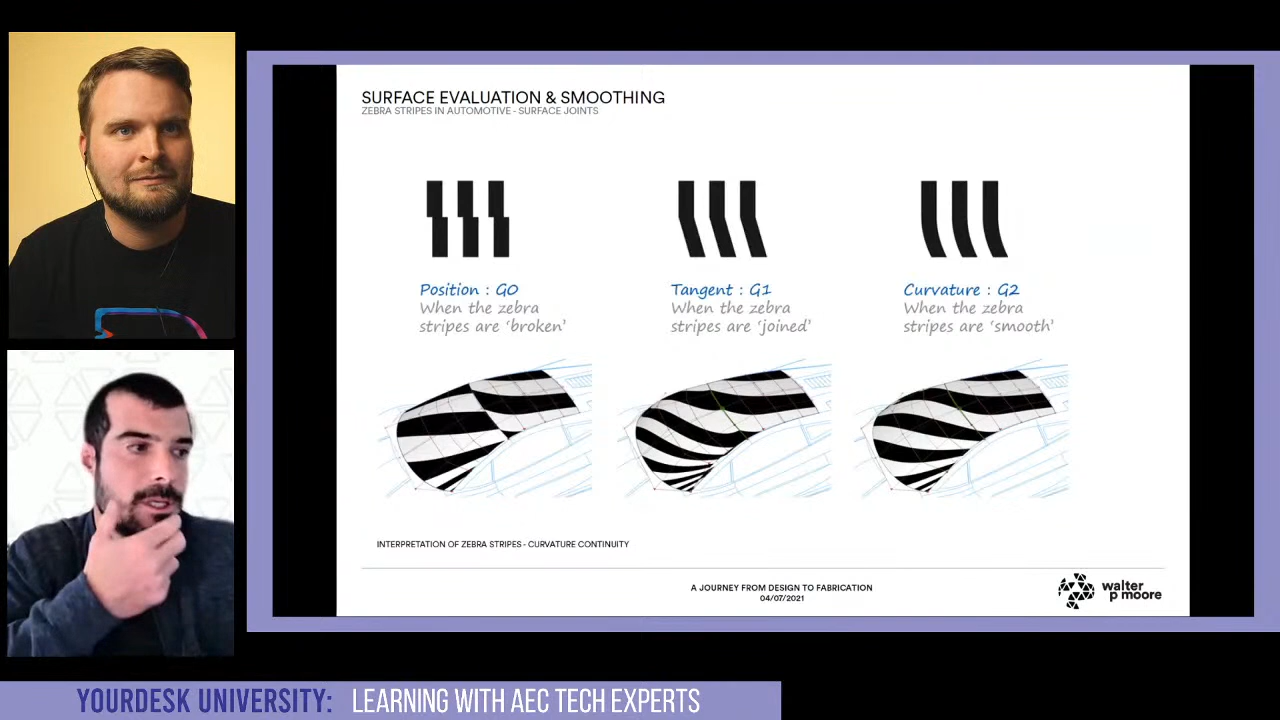 SURFACE EVALUATION & SMOOTHING
ZEBRA STRIPES IN AUTOMOTIVE - SURFACE JOINTS
Position : G0
When the zebra
stripes are ‘broken’
Tangent : G1
When the zebra
stripes are ‘joined’
Curvature : G2
When the zebra
stripes are ‘smooth’
INTERPRETATION OF ZEBRA STRIPES - CURVATURE CONTINUITY
A JOURNEY FROM DESIGN TO FABRICATION
04/07/2021
walter
p moore
YOURDESK UNIVERSITY: LEARNING WITH AEC TECH EXPERTS